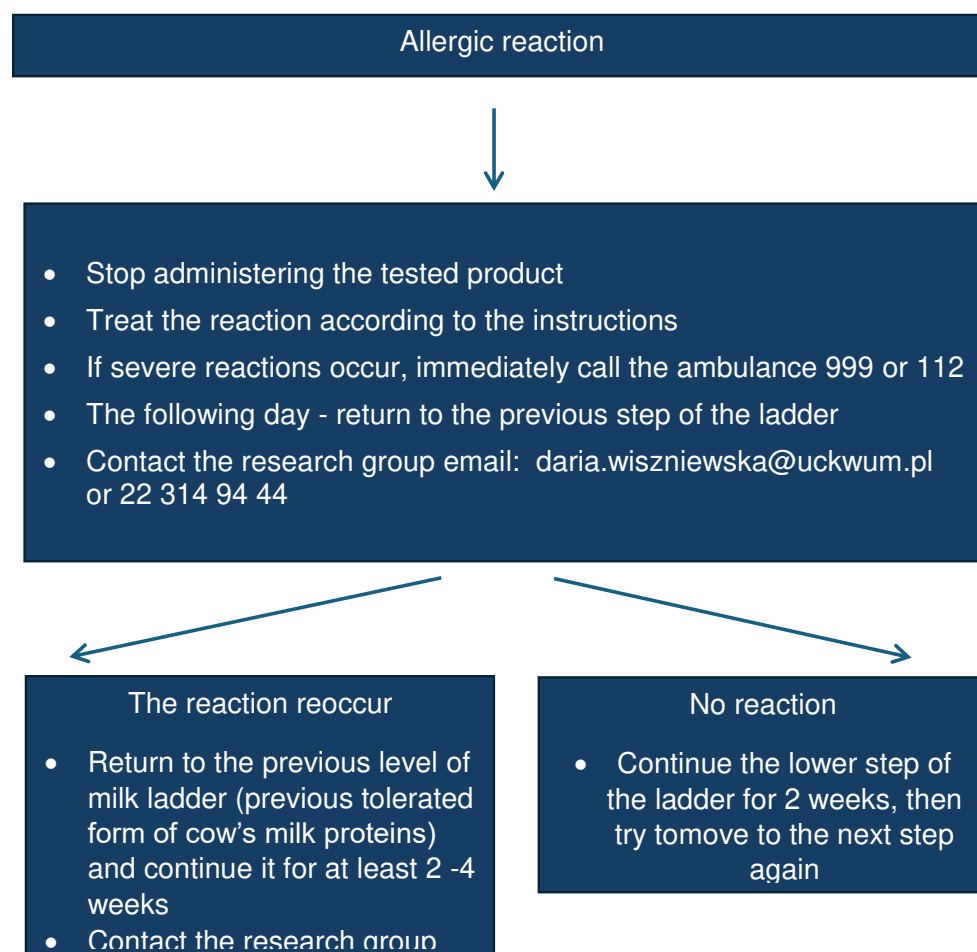 Allergic reaction
• Stop administering the tested product
• Treat the reaction according to the instructions
• If severe reactions occur, immediately call the ambulance 999 or 112
• The following day - return to the previous step of the ladder
• Contact the research group email:  daria.wiszniewska@uckwum.pl
or 22 314 94 44
The reaction reoccur
• Return to the previous level of
milk ladder (previous tolerated
form of cow's milk proteins)
and continue it for at least 2 -4
weeks
• Contact the research group
No reaction
• Continue the lower step of
the ladder for 2 weeks, then
try tomove to the next step
again